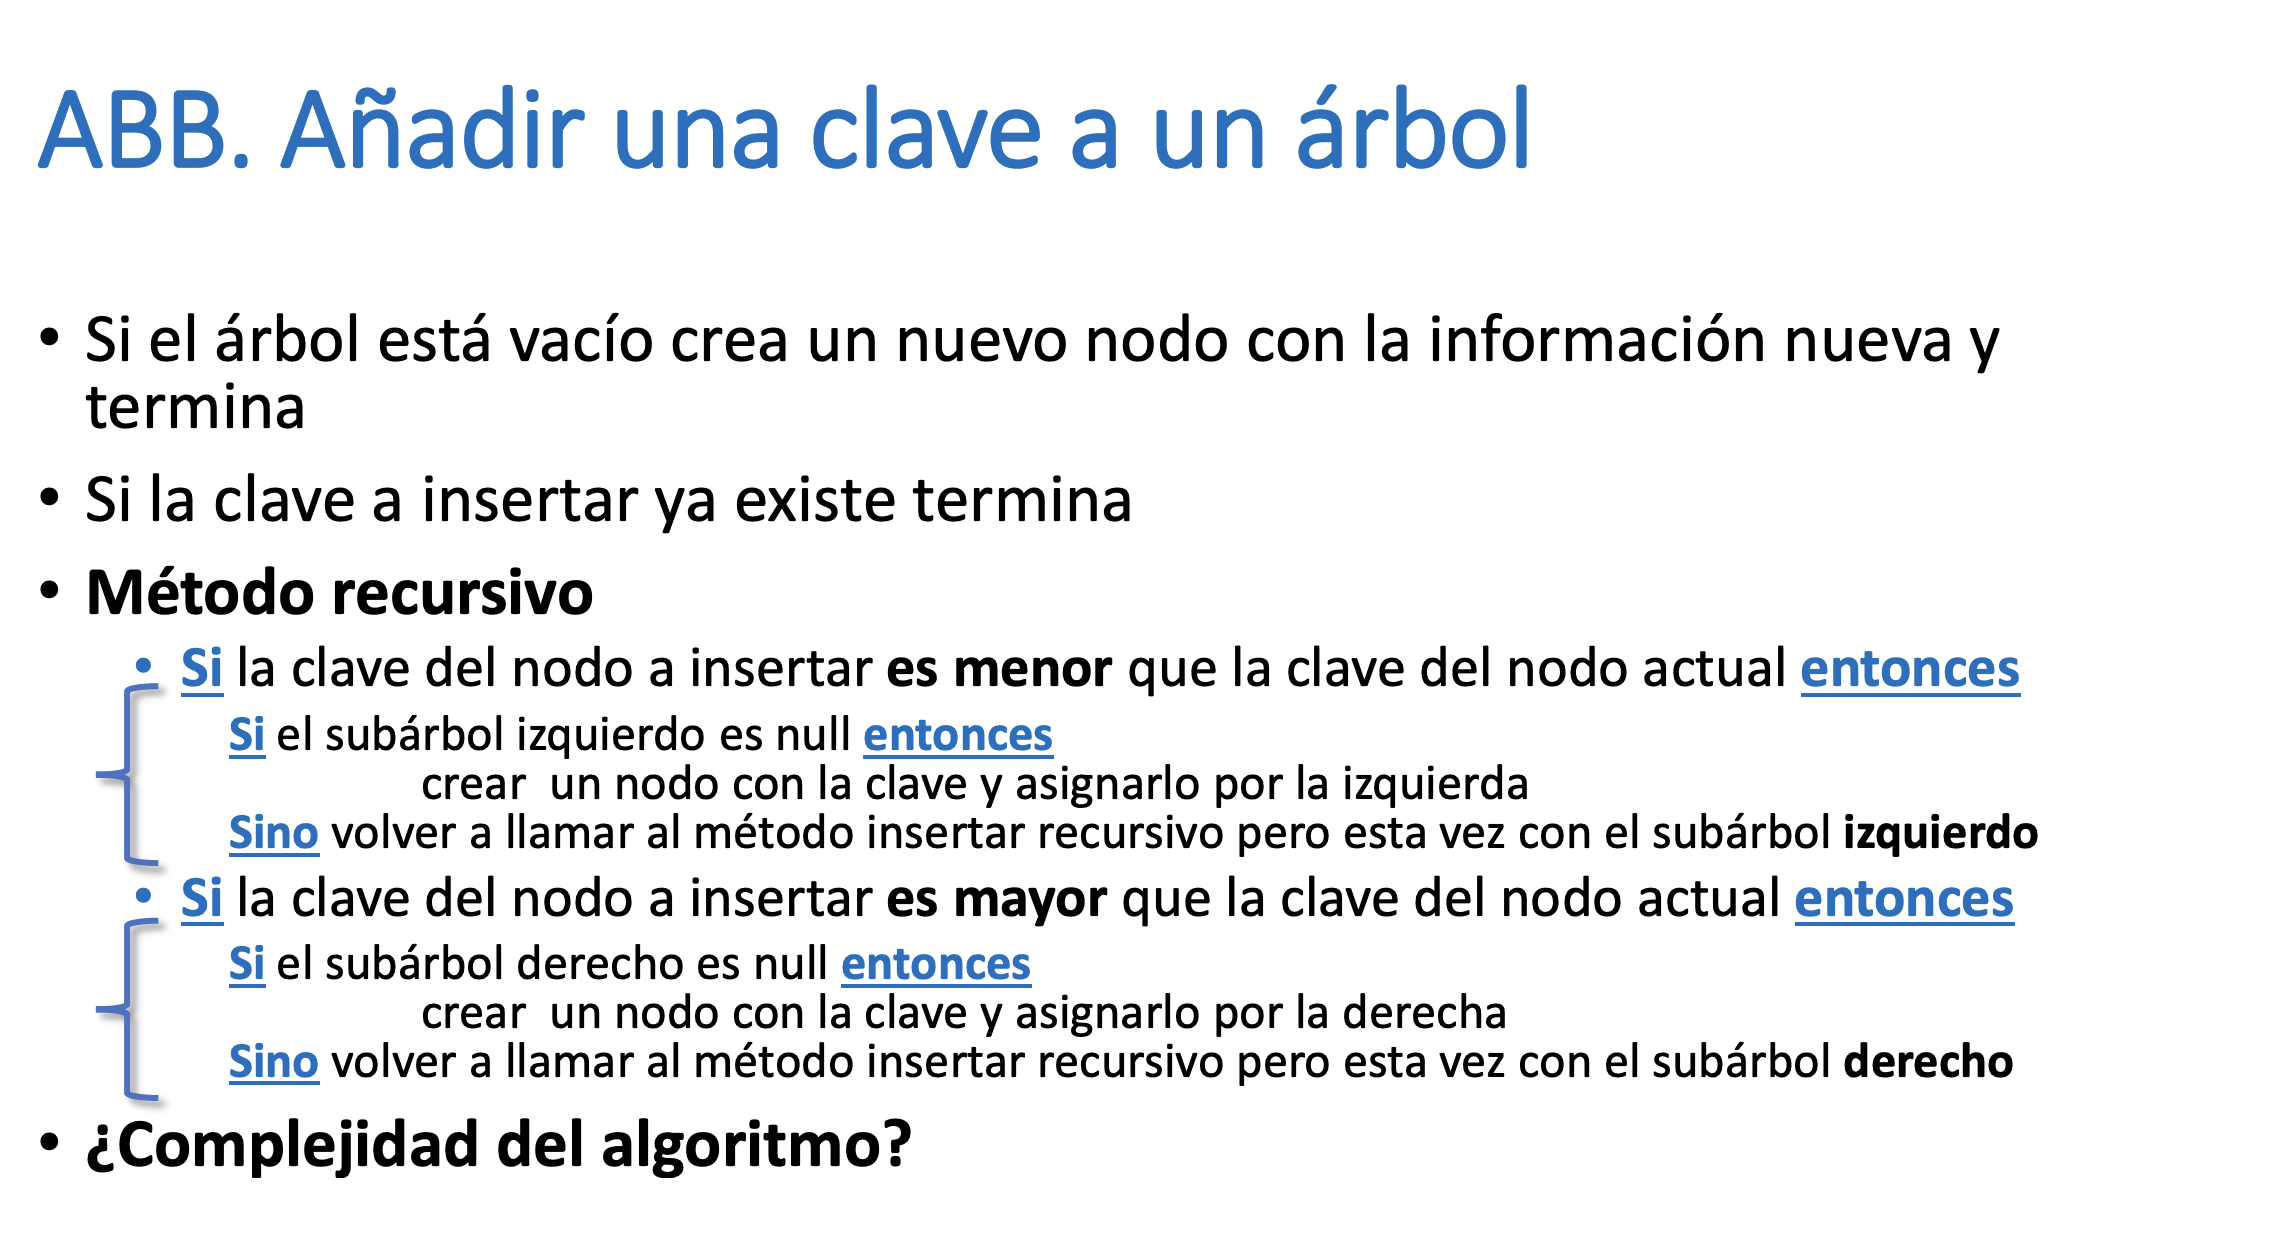 ABB. Añadir una clave a un árbol
• Si el árbol está vacío crea un nuevo nodo con la información nueva y
termina
• Si la clave a insertar ya existe termina
• Método recursivo
• Si la clave del nodo a insertar es menor que la clave del nodo actual entonces
Si el subárbol izquierdo es null entonces
crear un nodo con la clave y asignarlo por la izquierda
Sino volver a llamar al método insertar recursivo pero esta vez con el subárbol izquierdo
• Si la clave del nodo a insertar es mayor que la clave del nodo actual entonces
Si el subárbol derecho es null entonces
crear un nodo con la clave y asignarlo por la derecha
Sino volver a llamar al método insertar recursivo pero esta vez con el subárbol derecho
• ¿Complejidad del algoritmo?